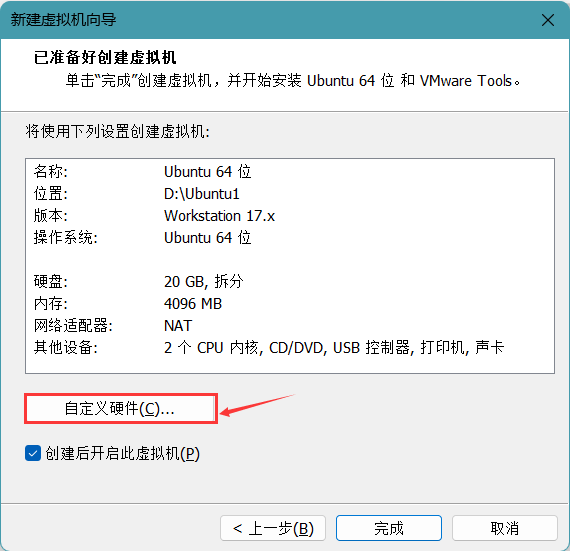 新建虚拟机向导
已准备好创建虚拟机
单击“完成”创建虚拟机，并开始安装 Ubuntu 64 位 和 VMware Tools。
将使用下列设置创建虚拟机:
名称: Ubuntu 64 位
位置: D:\Ubuntu1
版本: Workstation 17.x
操作系统: Ubuntu 64 位
硬盘: 20 GB, 拆分
内存: 4096 MB
网络适配器: NAT
其他设备: 2 个 CPU 内核, CD/DVD, USB 控制器, 打印机, 声卡
自定义硬件(C)...
创建后开启此虚拟机(P)
< 上一步(B) 完成 取消